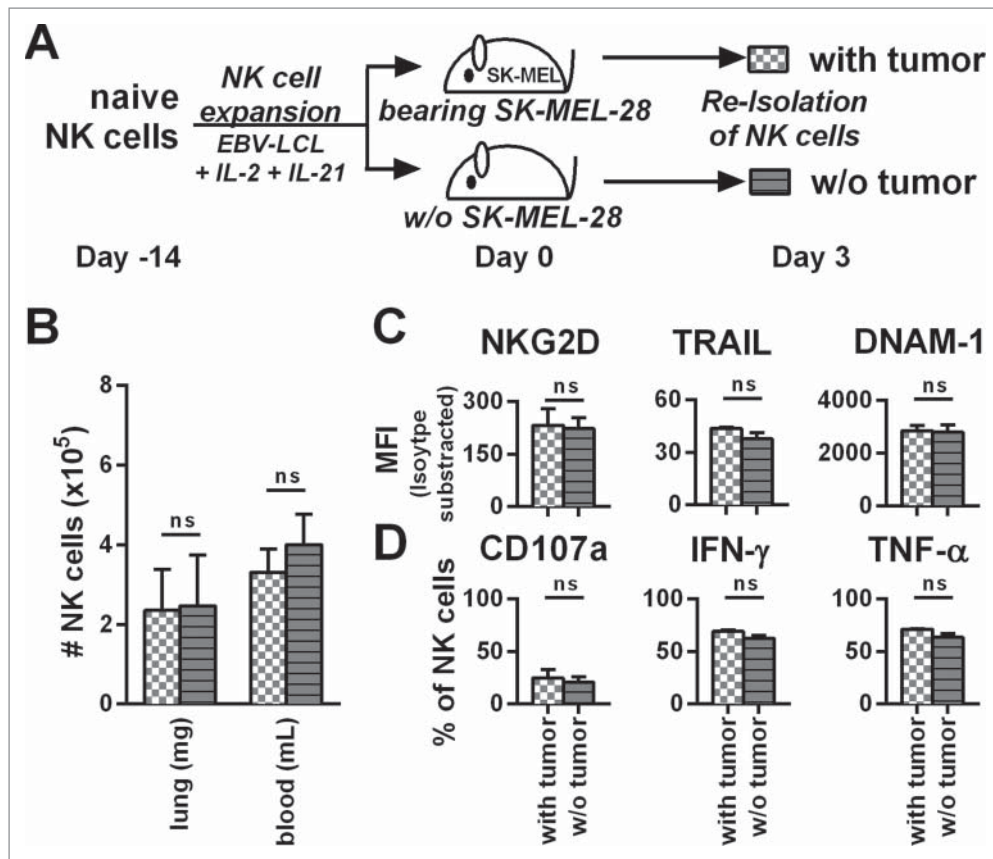 A
naive
NK cells
NK cell
expansion
EBV-LCL
+ IL-2 + IL-21
SK-MEL
bearing SK-MEL-28
w/o SK-MEL-28
with tumor
Re-Isolation
of NK cells
w/o tumor
Day -14
Day 0
Day 3
B
# NK cells (x10⁵)
8
6
4
2
0
ns
ns
lung (mg)
blood (mL)
C
NKG2D
TRAIL
DNAM-1
MFI
(Isoytpe
substracted)
300
150
0
ns
60
30
0
ns
4000
2000
0
ns
D
CD107a
IFN-γ
TNF-α
% of NK cells
100
50
0
ns
100
50
0
ns
100
50
0
ns
with tumor
w/o tumor
with tumor
w/o tumor
with tumor
w/o tumor